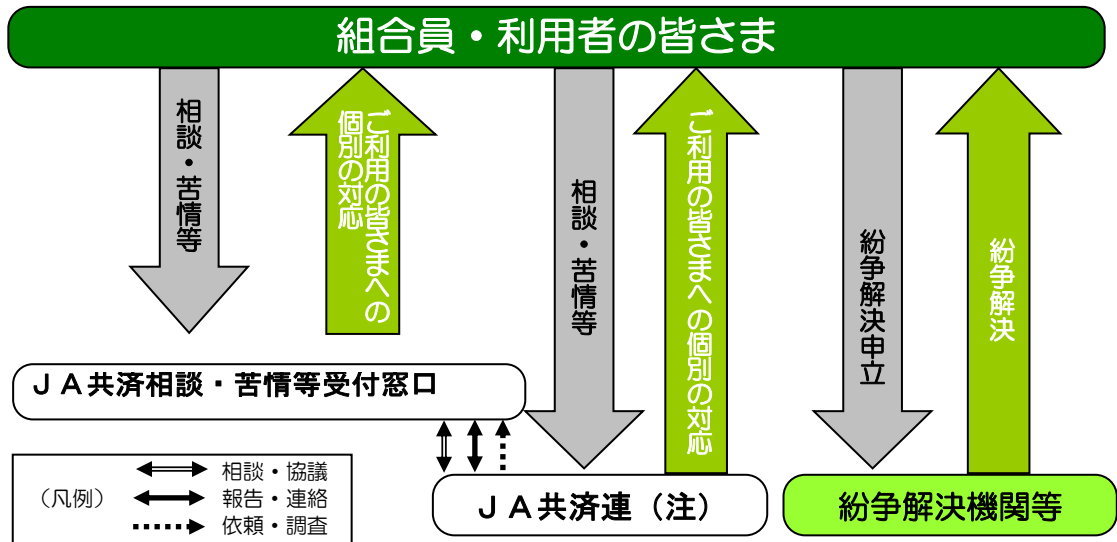 組合員・利用者の皆さま
相談・苦情等
ご利用の皆さまへの
個別の対応
相談・苦情等
ご利用の皆さまへの個別の対応
紛争解決申立
紛争解決
ＪＡ共済相談・苦情等受付窓口
（凡例）
相談・協議
報告・連絡
依頼・調査
ＪＡ共済連（注）
紛争解決機関等